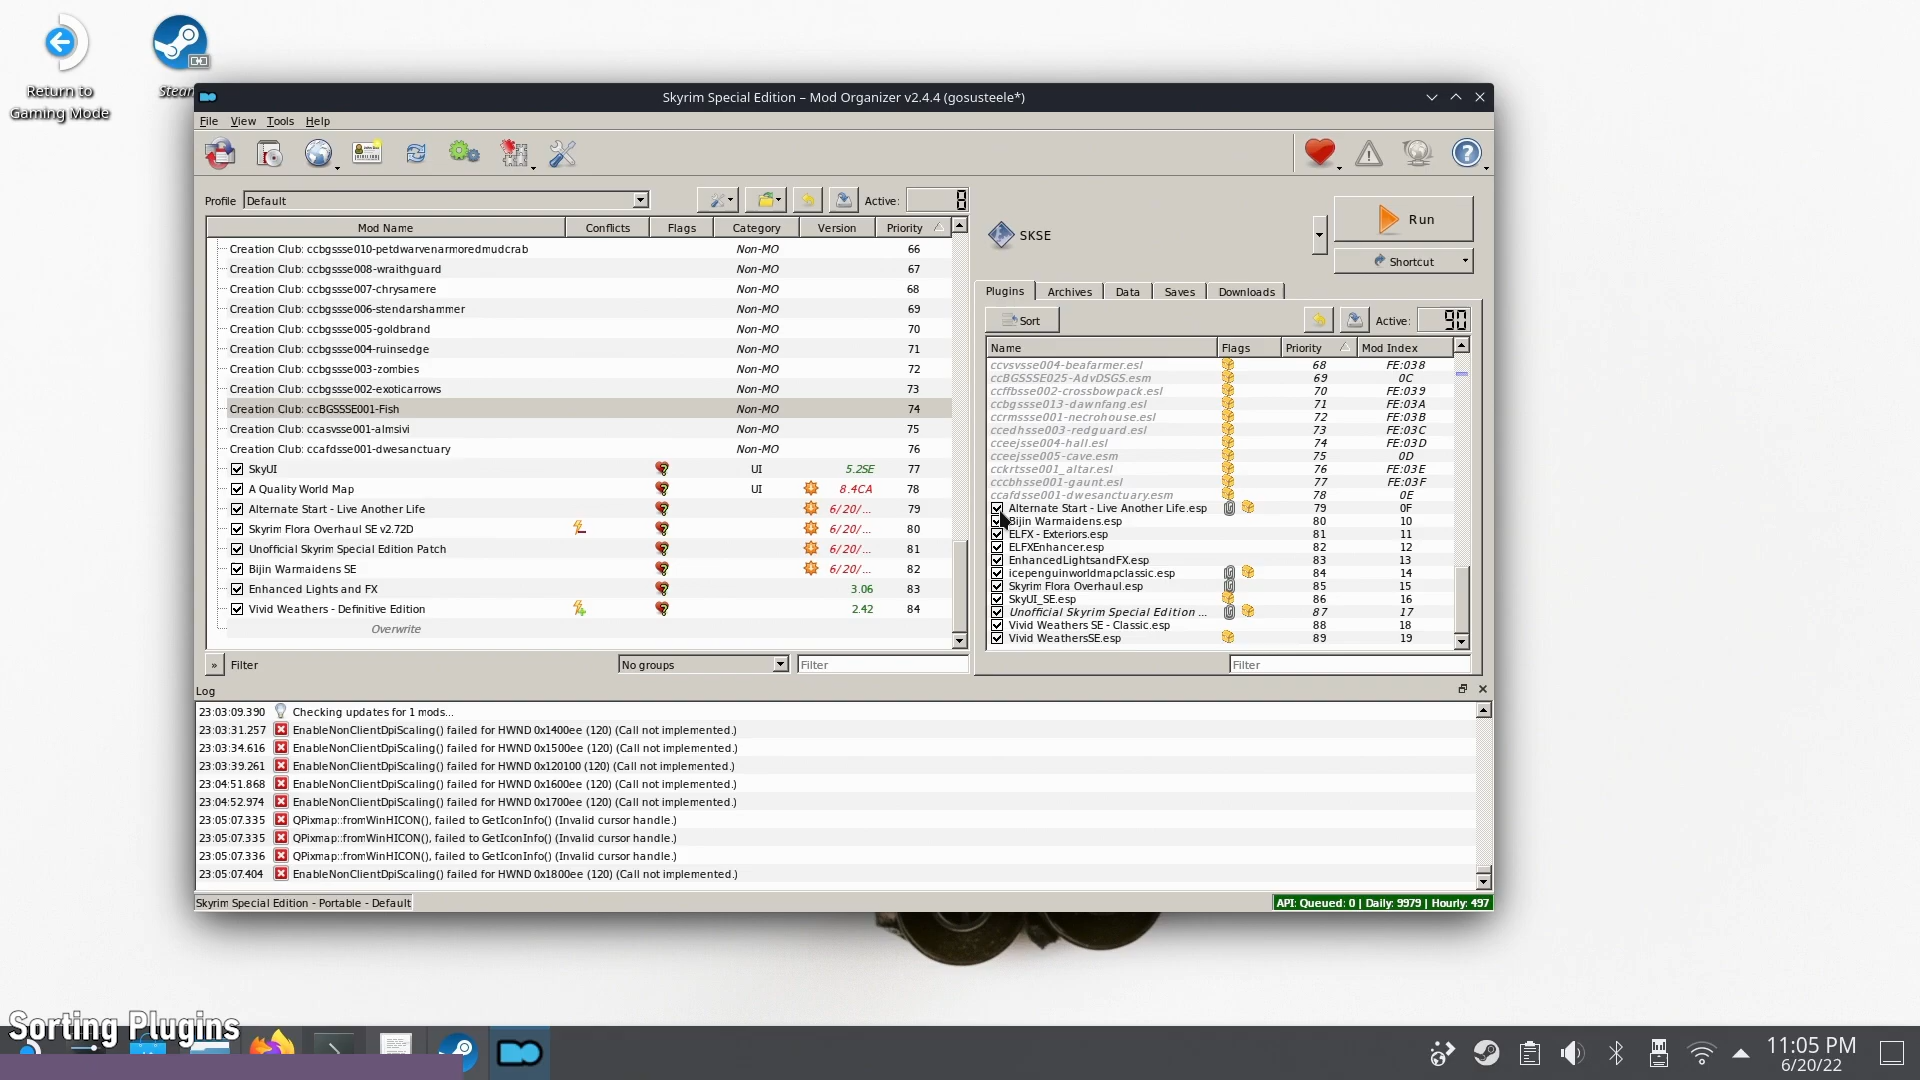 Return to
Gaming Mode
Steam
Skyrim Special Edition – Mod Organizer v2.4.4 (gosusteele*)
File View Tools Help
Profile Default Active: 8
Mod Name Conflicts Flags Category Version Priority
Creation Club: ccbgssse010-petdwarvenarmoredmudcrab Non-MO 66
Creation Club: ccbgssse008-wraithguard Non-MO 67
Creation Club: ccbgssse007-chrysamere Non-MO 68
Creation Club: ccbgssse006-stendarshammer Non-MO 69
Creation Club: ccbgssse005-goldbrand Non-MO 70
Creation Club: ccbgssse004-ruinsedge Non-MO 71
Creation Club: ccbgssse003-zombies Non-MO 72
Creation Club: ccbgssse002-exoticarrows Non-MO 73
Creation Club: ccBGSSSE001-Fish Non-MO 74
Creation Club: ccasvsse001-almsivi Non-MO 75
Creation Club: ccafdsse001-dwesanctuary Non-MO 76
SkyUI UI 5.2SE 77
A Quality World Map UI 8.4CA 78
Alternate Start - Live Another Life 6/20/... 79
Skyrim Flora Overhaul SE v2.72D 6/20/... 80
Unofficial Skyrim Special Edition Patch 6/20/... 81
Bijin Warmaidens SE 6/20/... 82
Enhanced Lights and FX 3.06 83
Vivid Weathers - Definitive Edition 2.42 84
Overwrite
» Filter No groups Filter
SKSE
Run
Shortcut
Plugins Archives Data Saves Downloads
Sort Active: 90
Name Flags Priority Mod Index
ccvsvsse004-beafarmer.esl 68 FE:038
ccBGSSSE025-AdvDSGS.esm 69 0C
ccffbsse002-crossbowpack.esl 70 FE:039
ccbgssse013-dawnfang.esl 71 FE:03A
ccrmssse001-necrohouse.esl 72 FE:03B
ccedhsse003-redguard.esl 73 FE:03C
cceejsse004-hall.esl 74 FE:03D
cceejsse005-cave.esm 75 0D
cckrtsse001_altar.esl 76 FE:03E
cccbhsse001-gaunt.esl 77 FE:03F
ccafdsse001-dwesanctuary.esm 78 0E
Alternate Start - Live Another Life.esp 79 0F
Bijin Warmaidens.esp 80 10
ELFX - Exteriors.esp 81 11
ELFXEnhancer.esp 82 12
EnhancedLightsandFX.esp 83 13
icepenguinworldmapclassic.esp 84 14
Skyrim Flora Overhaul.esp 85 15
SkyUI_SE.esp 86 16
Unofficial Skyrim Special Edition ... 87 17
Vivid Weathers SE - Classic.esp 88 18
Vivid WeathersSE.esp 89 19
Filter
Log
23:03:09.390 Checking updates for 1 mods...
23:03:31.257 EnableNonClientDpiScaling() failed for HWND 0x1400ee (120) (Call not implemented.)
23:03:34.616 EnableNonClientDpiScaling() failed for HWND 0x1500ee (120) (Call not implemented.)
23:03:39.261 EnableNonClientDpiScaling() failed for HWND 0x120100 (120) (Call not implemented.)
23:04:51.868 EnableNonClientDpiScaling() failed for HWND 0x1600ee (120) (Call not implemented.)
23:04:52.974 EnableNonClientDpiScaling() failed for HWND 0x1700ee (120) (Call not implemented.)
23:05:07.335 QPixmap::fromWinHICON(), failed to GetIconInfo() (Invalid cursor handle.)
23:05:07.335 QPixmap::fromWinHICON(), failed to GetIconInfo() (Invalid cursor handle.)
23:05:07.336 QPixmap::fromWinHICON(), failed to GetIconInfo() (Invalid cursor handle.)
23:05:07.404 EnableNonClientDpiScaling() failed for HWND 0x1800ee (120) (Call not implemented.)
Skyrim Special Edition - Portable - Default
API: Queued: 0 | Daily: 9979 | Hourly: 497
Sorting Plugins
11:05 PM
6/20/22